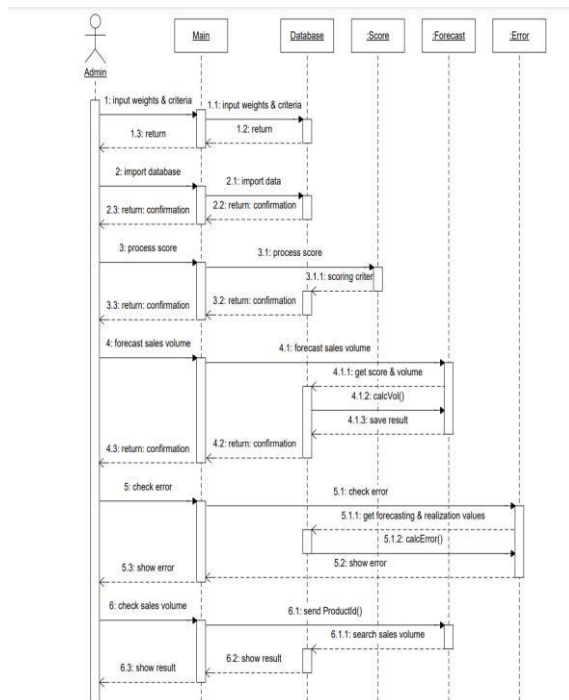 Main
Database
:Score
:Forecast
:Error
Admin
1: input weights & criteria
1.1: input weights & criteria
1.2: return
1.3: return
2: import database
2.1: import data
2.2: return: confirmation
2.3: return: confirmation
3: process score
3.1: process score
3.1.1: scoring criter
3.2: return: confirmation
3.3: return: confirmation
4: forecast sales volume
4.1: forecast sales volume
4.1.1: get score & volume
4.1.2: calcVol()
4.1.3: save result
4.2: return: confirmation
4.3: return: confirmation
5: check error
5.1: check error
5.1.1: get forecasting & realization values
5.1.2: calcError()
5.2: show error
5.3: show error
6: check sales volume
6.1: send ProductId()
6.1.1: search sales volume
6.2: show result
6.3: show result